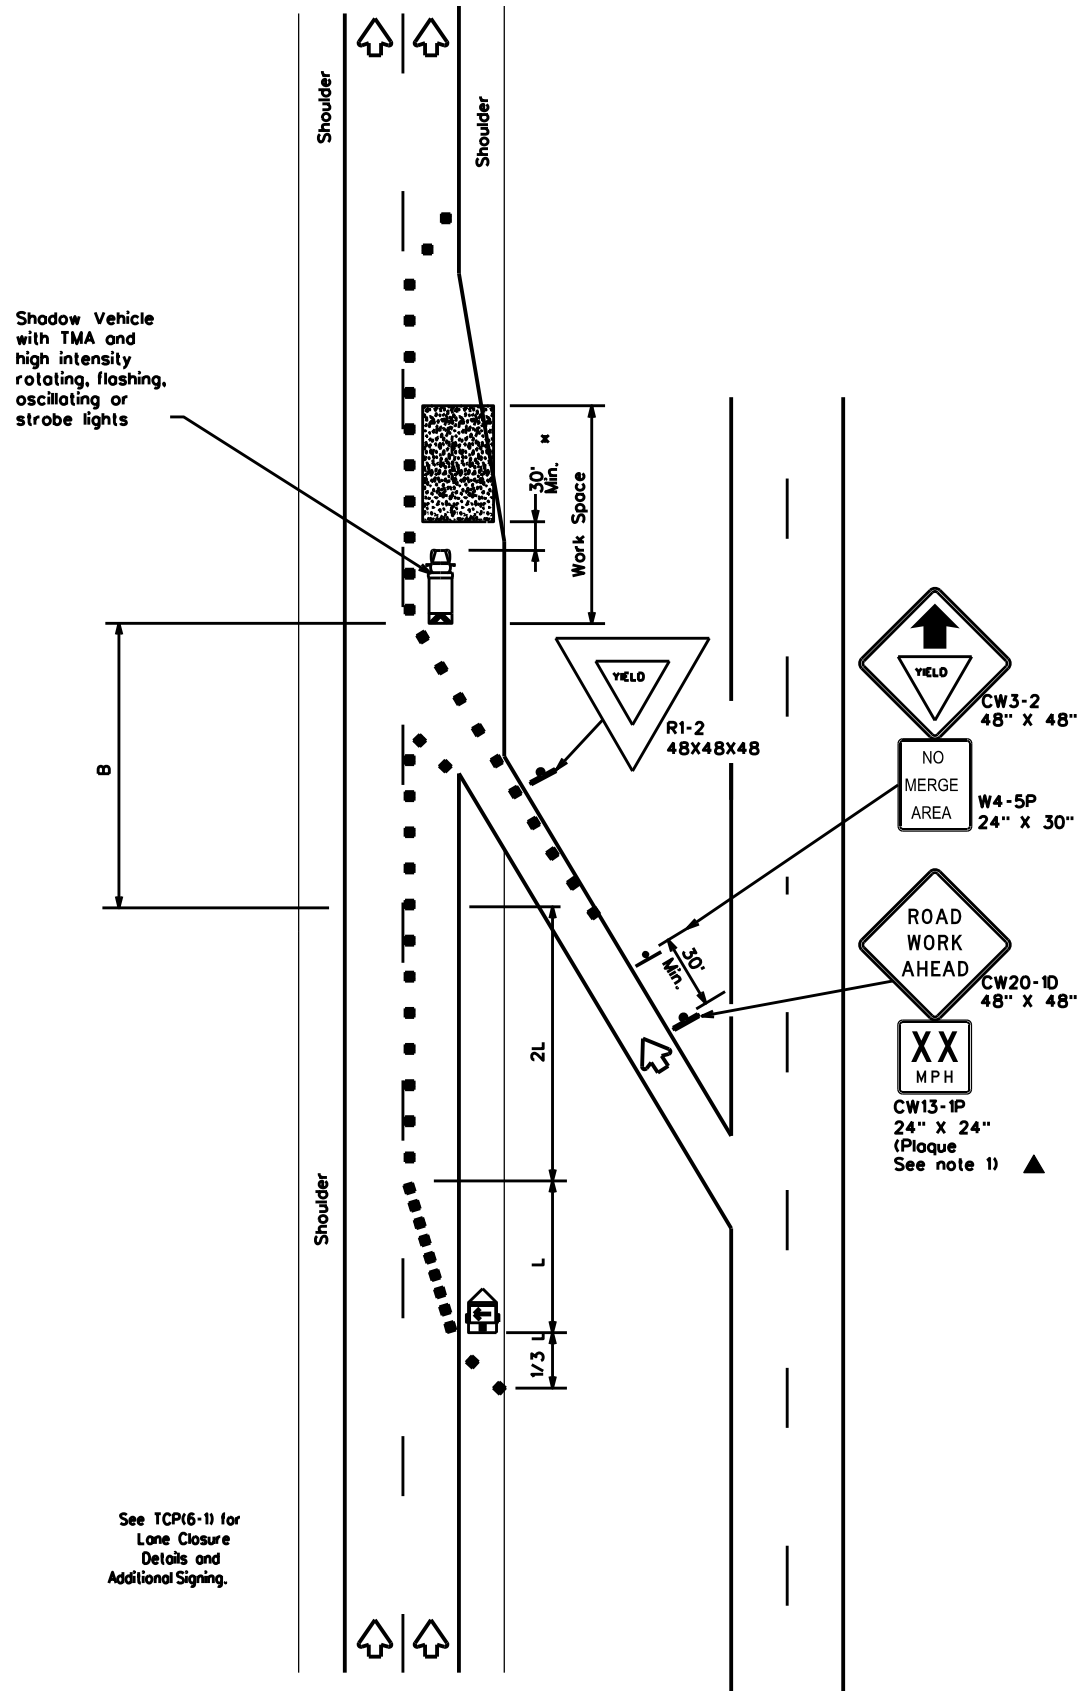 Shoulder
Shoulder
Shadow Vehicle
with TMA and
high intensity
rotating, flashing,
oscillating or
strobe lights
30'
Min.
x
Work Space
YIELD
R1-2
48X48X48
YIELD
CW3-2
48" X 48"
NO
MERGE
AREA
W4-5P
24" X 30"
B
ROAD
WORK
AHEAD
CW20-1D
48" X 48"
30'
Min.
XX
MPH
CW13-1P
24" X 24"
(Plaque
See note 1)
2L
Shoulder
L
1/3 L
See TCP(6-1) for
Lane Closure
Details and
Additional Signing.